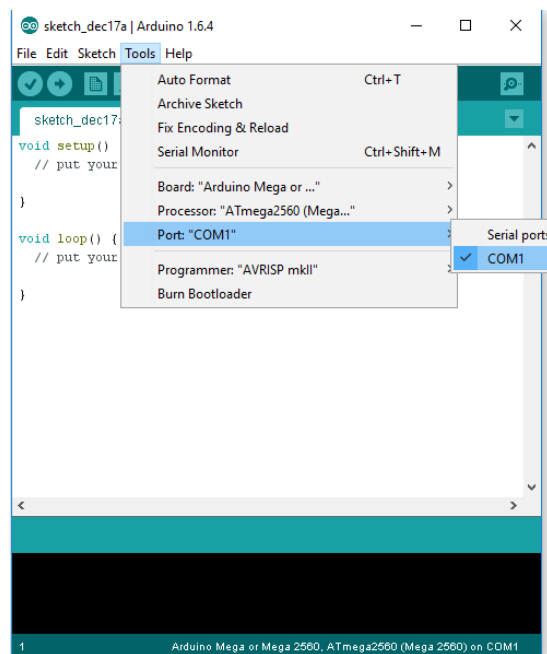 sketch_dec17a | Arduino 1.6.4
File Edit Sketch Tools Help
Auto Format Ctrl+T
Archive Sketch
Fix Encoding & Reload
Serial Monitor Ctrl+Shift+M
Board: "Arduino Mega or ..."
Processor: "ATmega2560 (Mega..."
Port: "COM1"
Programmer: "AVRISP mkII"
Burn Bootloader
Serial ports
COM1
sketch_dec17a
void setup()
// put your
}
void loop() {
// put your
}
1 Arduino Mega or Mega 2560, ATmega2560 (Mega 2560) on COM1